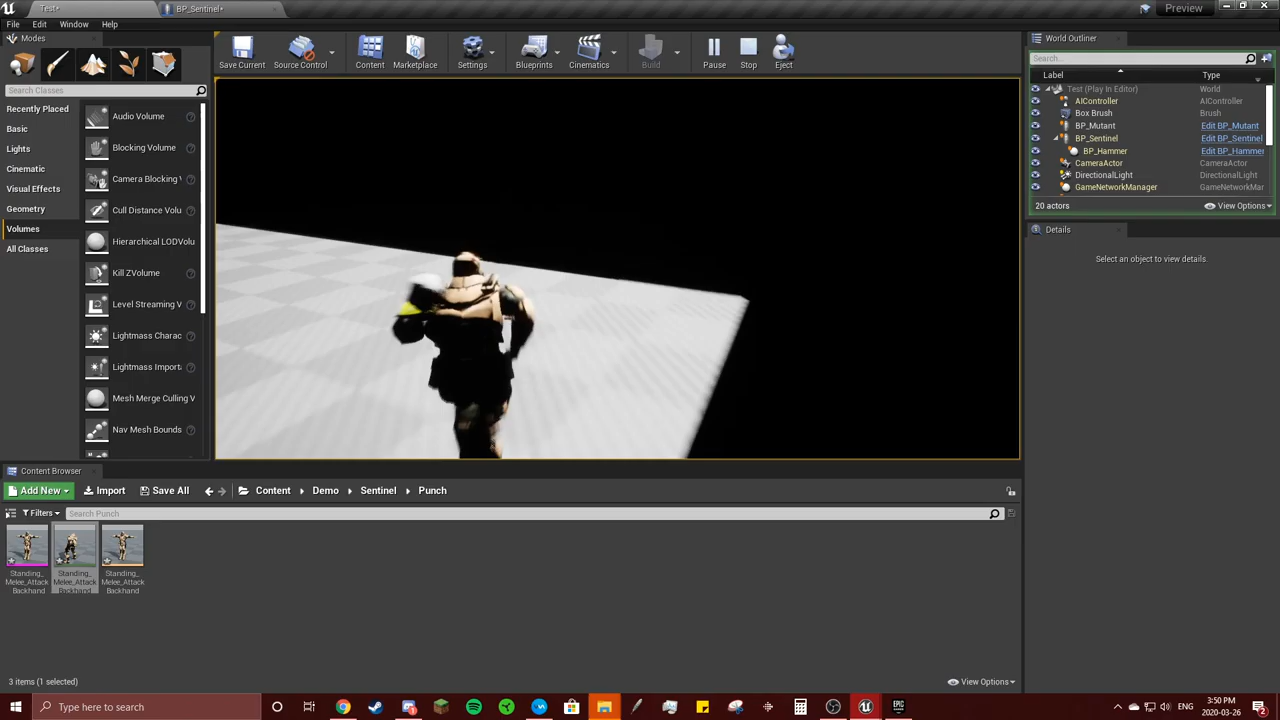 Test*
BP_Sentinel*
Preview
File Edit Window Help
Modes
Search Classes
Recently Placed
Basic
Lights
Cinematic
Visual Effects
Geometry
Volumes
All Classes
Audio Volume
Blocking Volume
Camera Blocking V
Cull Distance Volu
Hierarchical LODVolu
Kill ZVolume
Level Streaming V
Lightmass Charac
Lightmass Import
Mesh Merge Culling V
Nav Mesh Bounds
Save Current
Source Control
Content
Marketplace
Settings
Blueprints
Cinematics
Build
Pause
Stop
Eject
World Outliner
Search...
Label Type
Test (Play In Editor) World
AIController AIController
Box Brush Brush
BP_Mutant Edit BP_Mutant
BP_Sentinel Edit BP_Sentinel
BP_Hammer Edit BP_Hammer
CameraActor CameraActor
DirectionalLight DirectionalLight
GameNetworkManager GameNetworkMar
20 actors View Options
Details
Select an object to view details.
Content Browser
Add New Import Save All Content Demo Sentinel Punch
Filters Search Punch
Standing_
Melee_Attack
Backhand
Standing_
Melee_Attack
Backhand
Standing_
Melee_Attack
Backhand
3 items (1 selected) View Options
Type here to search
EPIC
GAMES
ENG
3:50 PM
2020-03-26
2